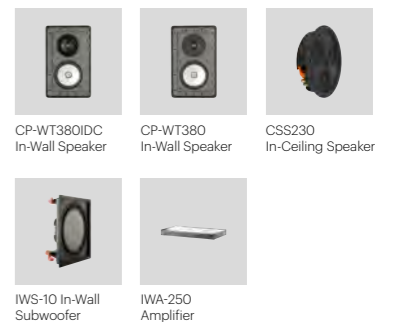 CP-WT380IDC
In-Wall Speaker
CP-WT380
In-Wall Speaker
CSS230
In-Ceiling Speaker
IWS-10 In-Wall
Subwoofer
IWA-250
Amplifier